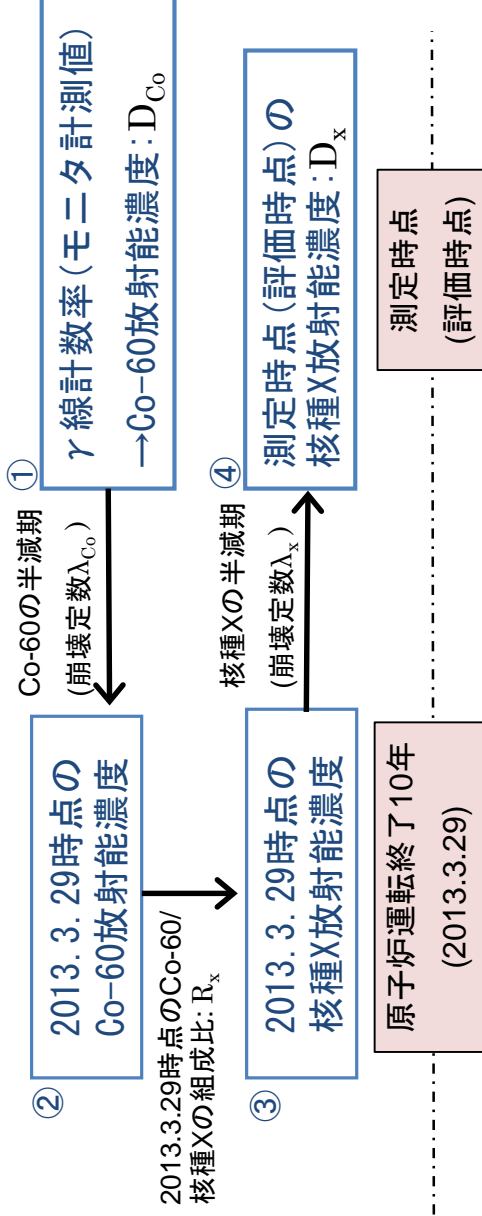 ①
γ線計数率(モニタ計測値)
→Co-60放射能濃度:D_Co
Co-60の半減期
(崩壊定数λ_Co)
②
2013.3.29時点の
Co-60放射能濃度
2013.3.29時点のCo-60/
核種Xの組成比: R_x
③
2013.3.29時点の
核種X放射能濃度
核種Xの半減期
(崩壊定数λ_x)
④
測定時点(評価時点)の
核種X放射能濃度:D_x
原子炉運転終了10年
(2013.3.29)
測定時点
(評価時点)